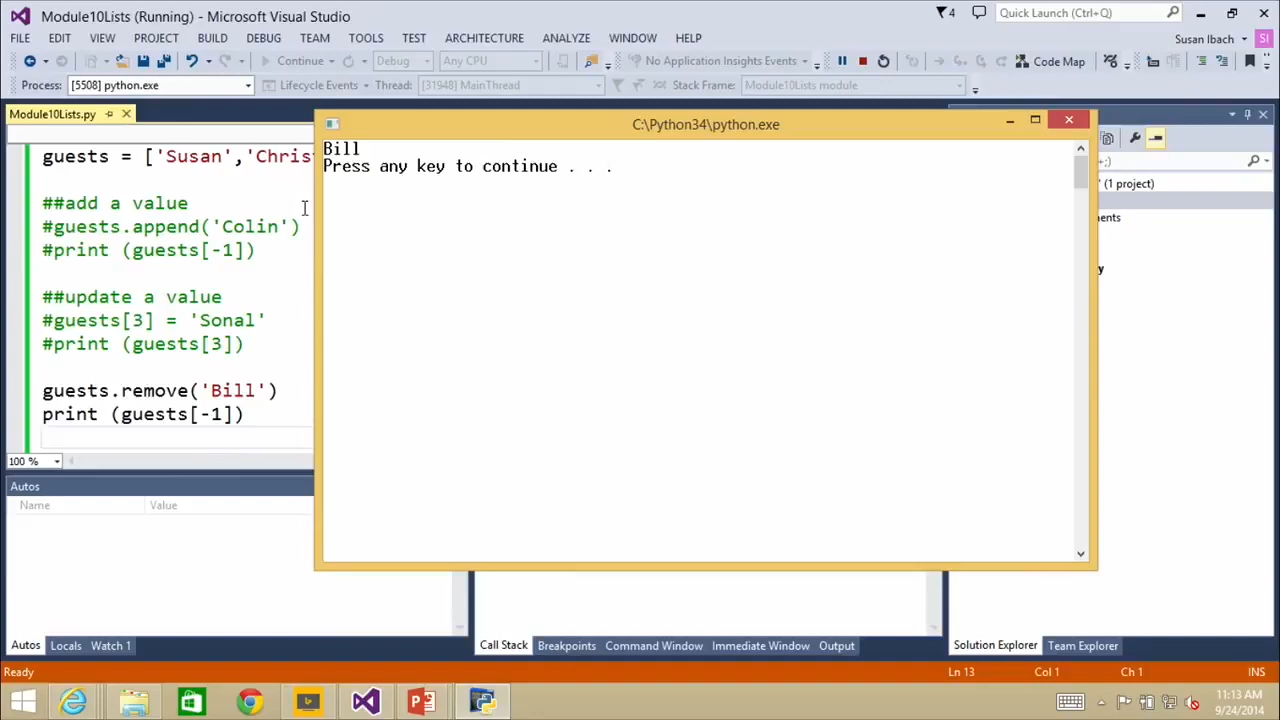 Module10Lists (Running) - Microsoft Visual Studio
4
Quick Launch (Ctrl+Q)
FILE EDIT VIEW PROJECT BUILD DEBUG TEAM TOOLS TEST ARCHITECTURE ANALYZE WINDOW HELP
Susan Ibach SI
Continue Debug Any CPU No Application Insights Events Code Map
Process: [5508] python.exe Lifecycle Events Thread: [31948] MainThread Stack Frame: Module10Lists module
Module10Lists.py
C:\Python34\python.exe
guests = ['Susan','Christ
##add a value
#guests.append('Colin')
#print (guests[-1])
##update a value
#guests[3] = 'Sonal'
#print (guests[3])
guests.remove('Bill')
print (guests[-1])
100 %
Bill
Press any key to continue . . .
+;)
' (1 project)
ments
y
Autos
Name Value
Autos Locals Watch 1
Call Stack Breakpoints Command Window Immediate Window Output
Solution Explorer Team Explorer
Ready Ln 13 Col 1 Ch 1 INS
11:13 AM
9/24/2014